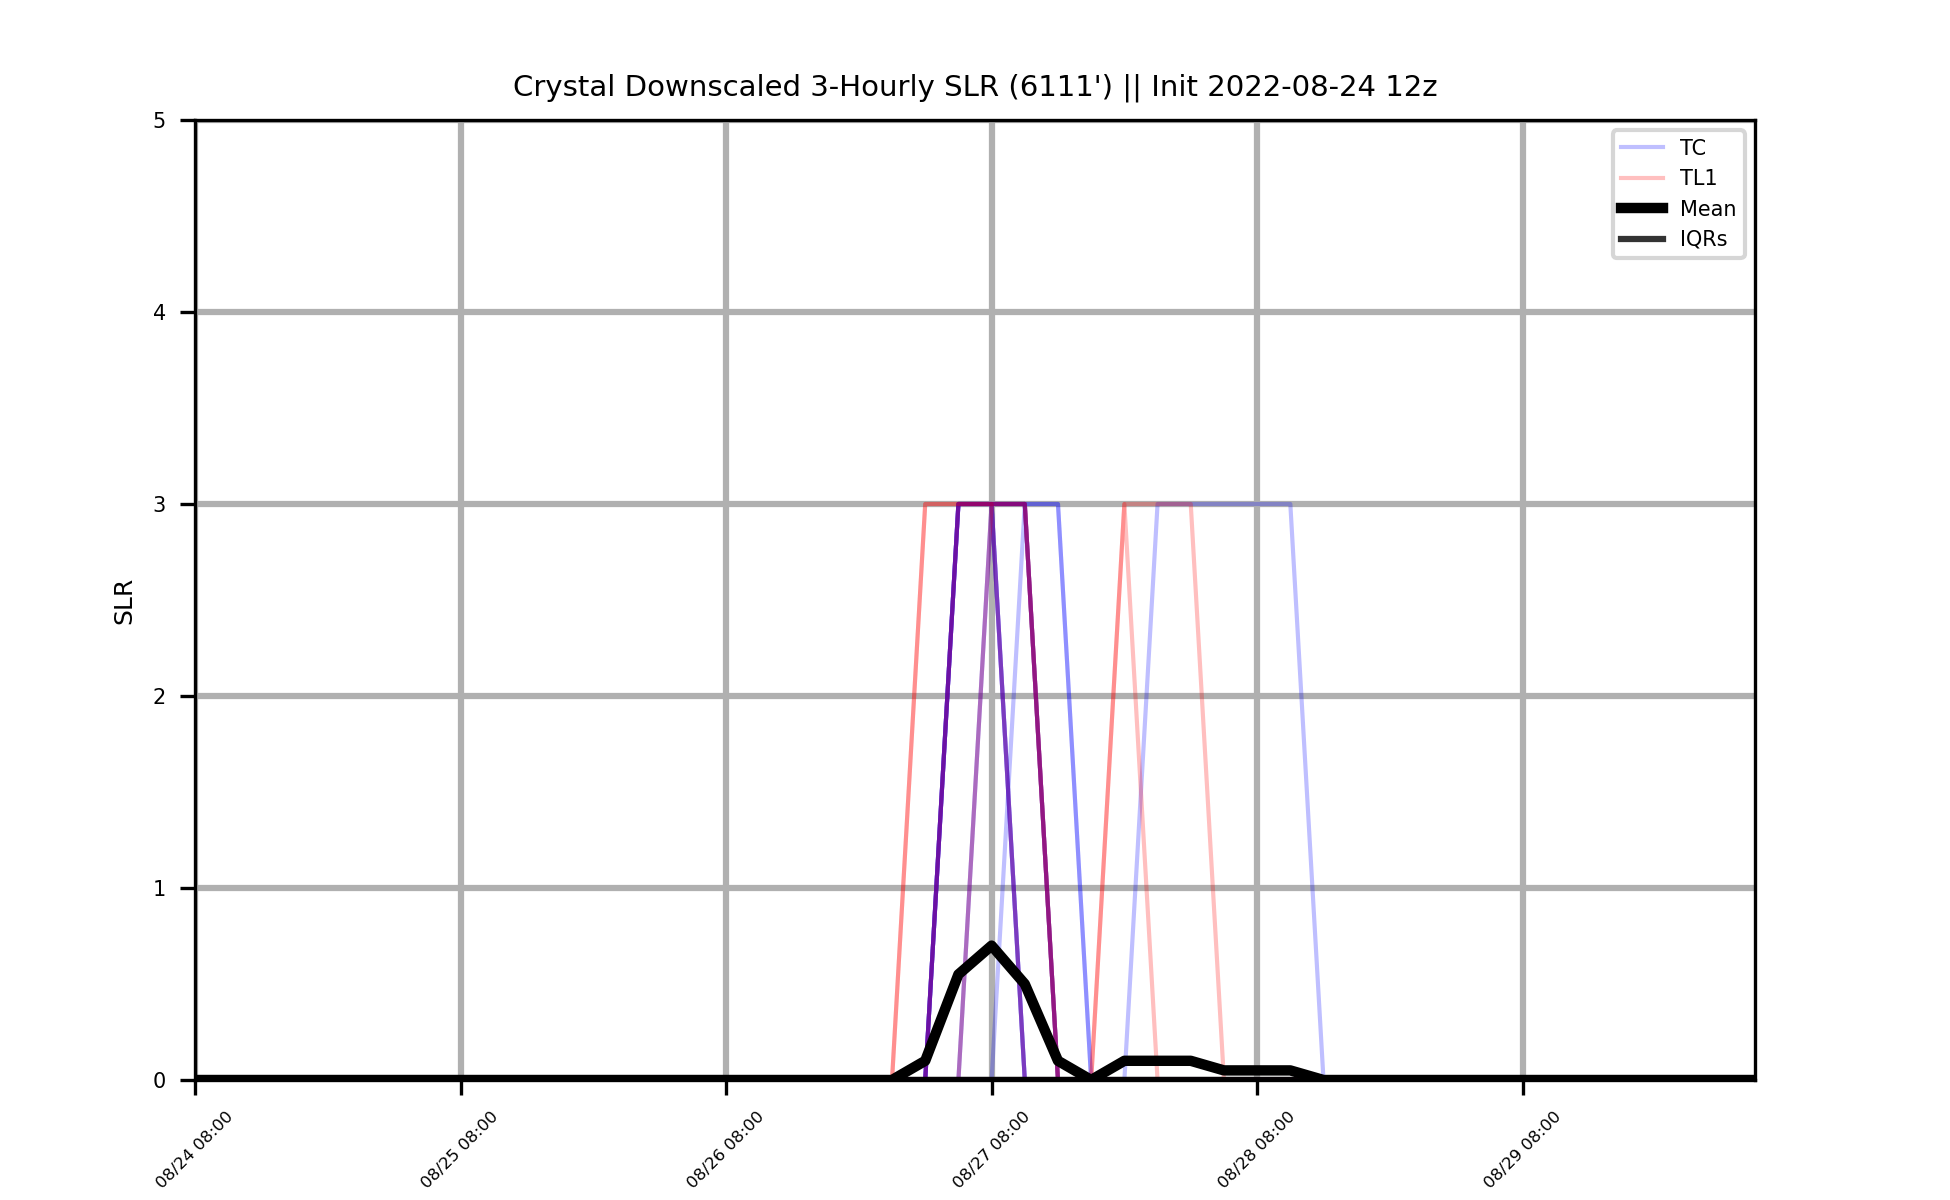 Crystal Downscaled 3-Hourly SLR (6111') || Init 2022-08-24 12z
5
4
3
2
1
0
SLR
TC
TL1
Mean
IQRs
08/24 08:00
08/25 08:00
08/26 08:00
08/27 08:00
08/28 08:00
08/29 08:00